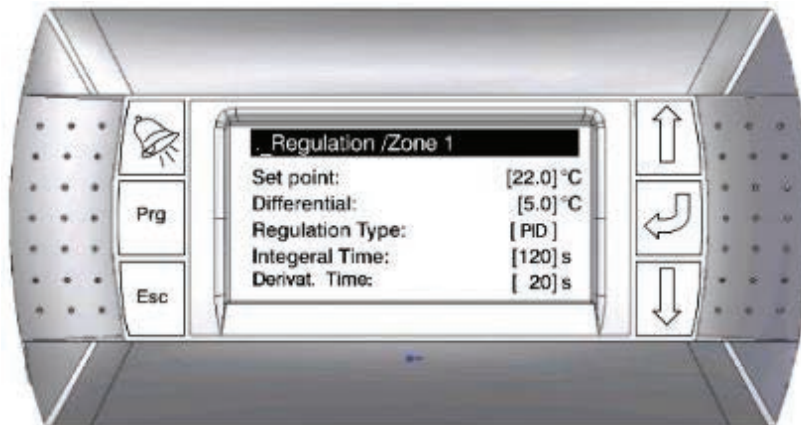 ._Regulation /Zone 1
Set point: [22.0] °C
Differential: [5.0] °C
Regulation Type: [ PID ]
Integeral Time: [120] s
Derivat. Time: [ 20] s
Prg
Esc